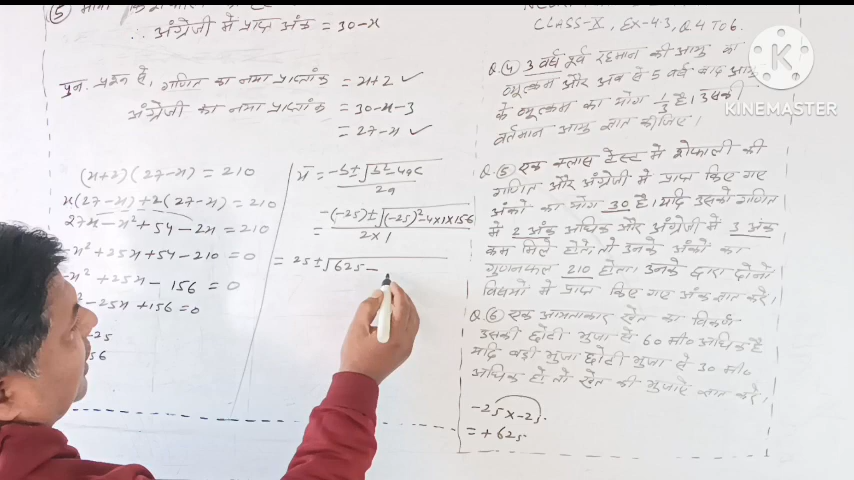 ∴ अंग्रेजी में प्राप्त अंक = 30-x
पुनः प्रश्न से, गणित का नया प्राप्तांक = x+2 ✓
अंग्रेजी का नया प्राप्तांक = 30-x-3
= 27-x ✓
(x+2)(27-x) = 210
x(27-x)+2(27-x) = 210
27x-x²+54-2x = 210
-x²+25x+54-210 = 0
-x²+25x-156 = 0
²-25x+156 = 0
-25
56
x = -b±√b²-4ac
2a
= -(-25)±√(-25)²-4×1×156
2×1
= 25±√625-
CLASS-X, EX-4.3, Q 4 TO 6.
Q.④ 3 वर्ष पूर्व रहमान की आयु का
व्युत्क्रम और अब से 5 वर्ष बाद आयु
के व्युत्क्रम का योग 1/3 है। उसकी
वर्तमान आयु ज्ञात कीजिए।
Q.⑤ एक क्लास टेस्ट में शेफाली की
गणित और अंग्रेजी में प्राप्त किए गए
अंकों का योग 30 है। यदि उसको गणित
में 2 अंक अधिक और अंग्रेजी में 3 अंक
कम मिले होते, तो उनके अंकों का
गुणनफल 210 होता। उनके द्वारा दोनों
विषयों में प्राप्त किए गए अंक ज्ञात करें।
Q.⑥ एक आयताकार खेत का विकर्ण
उसकी छोटी भुजा से 60 मी० अधिक है
यदि बड़ी भुजा छोटी भुजा से 30 मी०
अधिक हो, तो खेत की भुजाएँ ज्ञात करें।
-25×-25
= +625
KINEMASTER